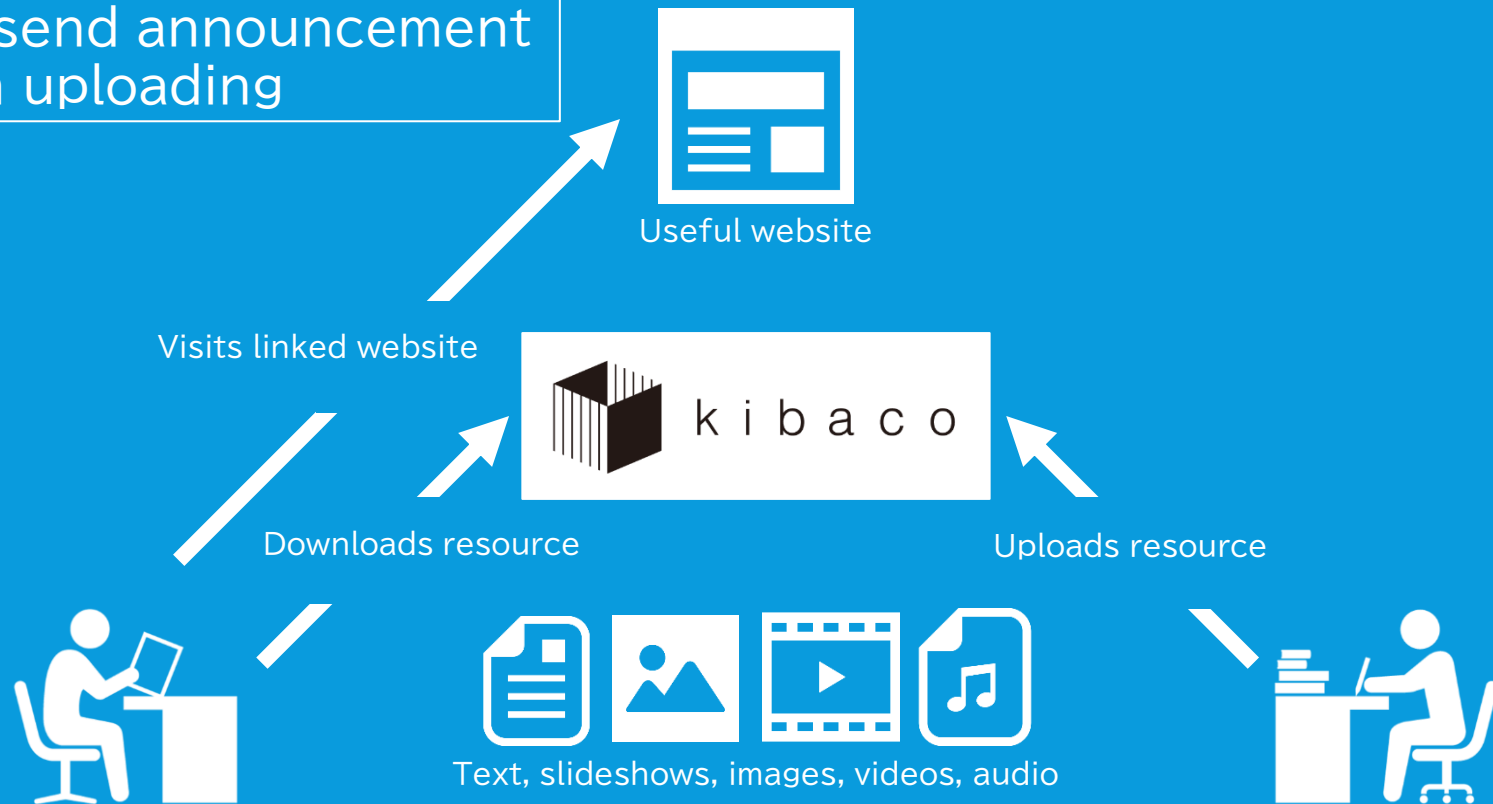 send announcement
uploading
Useful website
Visits linked website
kibaco
Downloads resource
Uploads resource
Text, slideshows, images, videos, audio